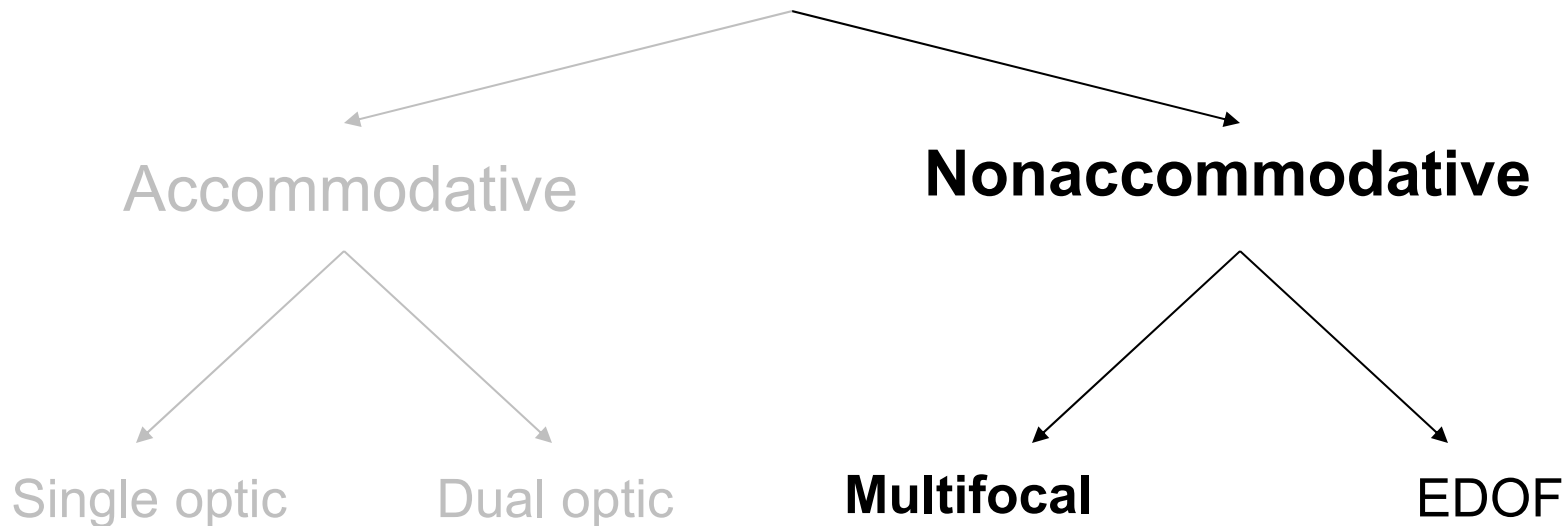 Accommodative
Nonaccommodative
Single optic
Dual optic
Multifocal
EDOF